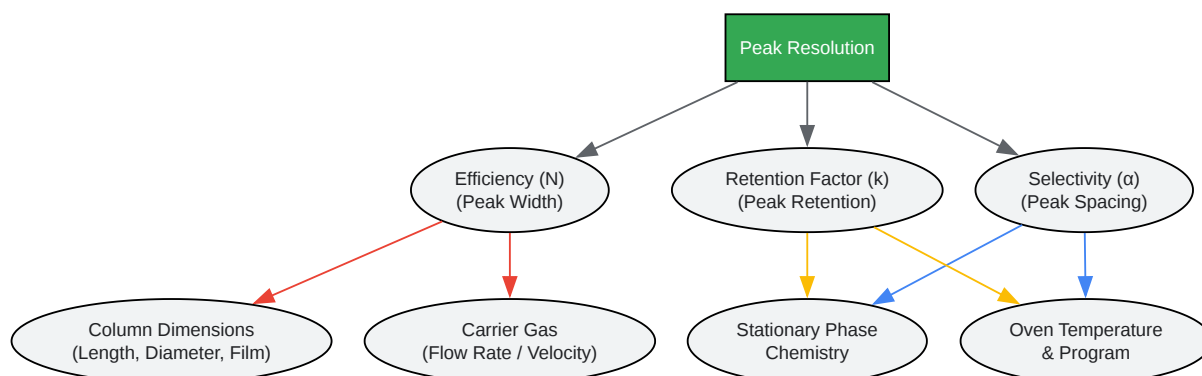 Peak Resolution
Efficiency (N)
(Peak Width)
Retention Factor (k)
(Peak Retention)
Selectivity (α)
(Peak Spacing)
Column Dimensions
(Length, Diameter, Film)
Carrier Gas
(Flow Rate / Velocity)
Stationary Phase
Chemistry
Oven Temperature
& Program